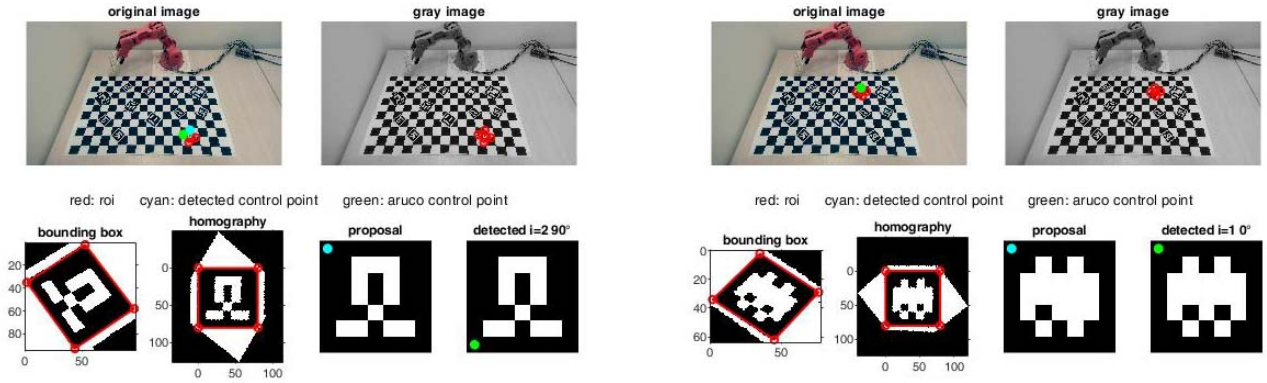 original image
gray image
red: roi cyan: detected control point green: aruco control point
bounding box
homography
proposal
detected i=2 90°
20
40
60
80
0 50
0
50
100
0 50 100
original image
gray image
red: roi cyan: detected control point green: aruco control point
bounding box
homography
proposal
detected i=1 0°
0
20
40
60
0 50
0
50
100
0 50 100